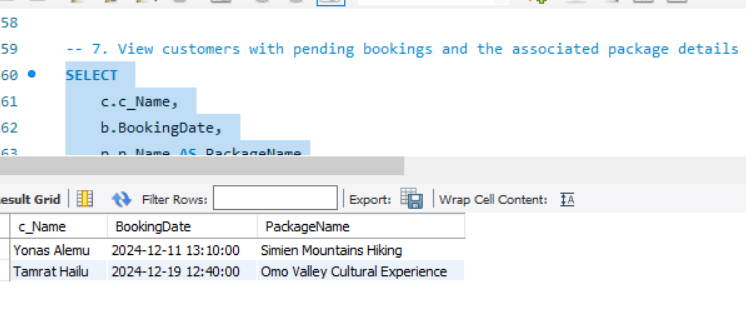 58
59 -- 7. View customers with pending bookings and the associated package details
60 SELECT
61 c.c_Name,
62 b.BookingDate,
63 p.p_Name AS PackageName
esult Grid Filter Rows: Export: Wrap Cell Content: IA
c_Name BookingDate PackageName
Yonas Alemu 2024-12-11 13:10:00 Simien Mountains Hiking
Tamrat Hailu 2024-12-19 12:40:00 Omo Valley Cultural Experience